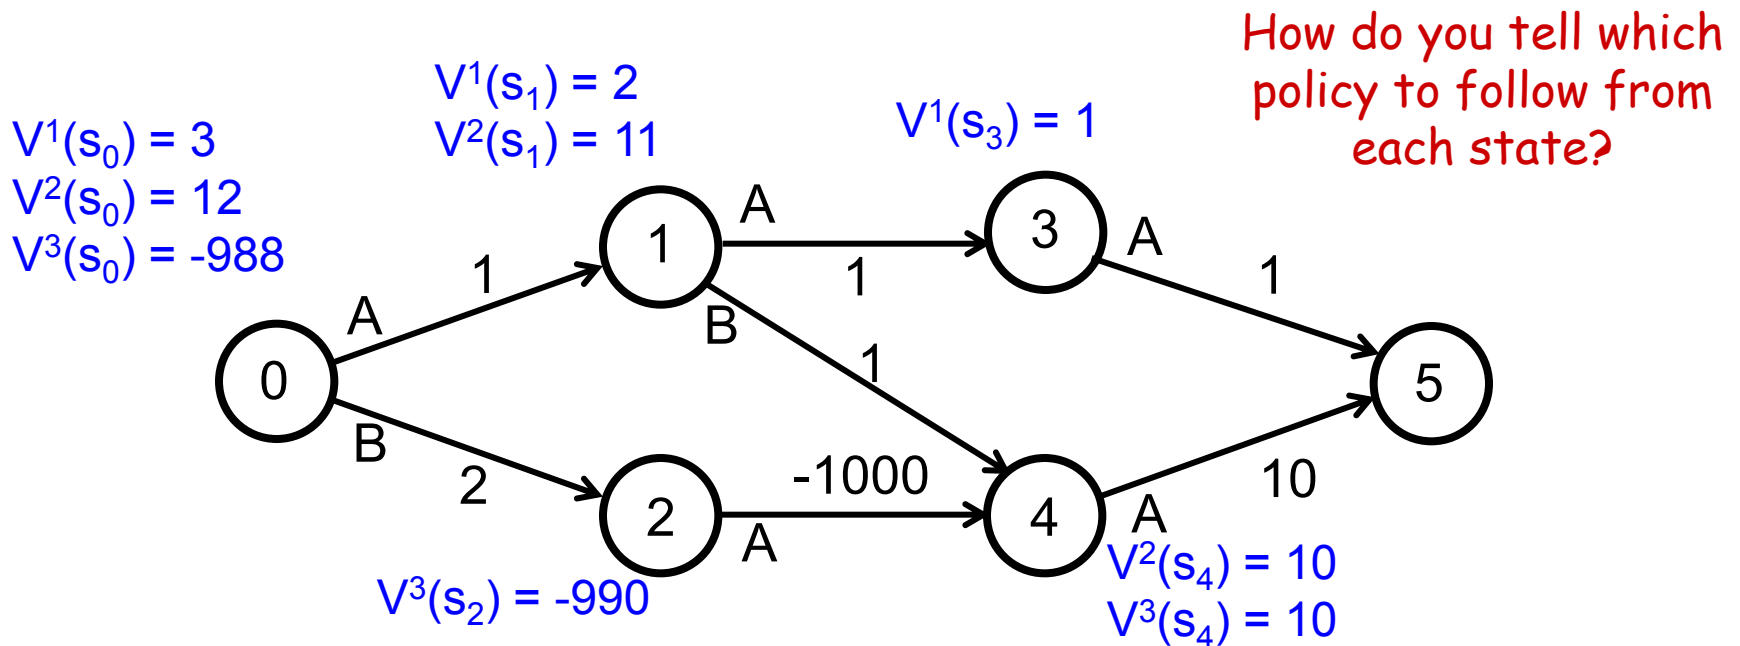 How do you tell which
policy to follow from
each state?
V¹(s₁) = 2
V²(s₁) = 11
V¹(s₃) = 1
V¹(s₀) = 3
V²(s₀) = 12
V³(s₀) = -988
A
1
3
A
1
1
1
A
B
1
0
5
B
2
-1000
10
2
4
A
A
V³(s₂) = -990
V²(s₄) = 10
V³(s₄) = 10